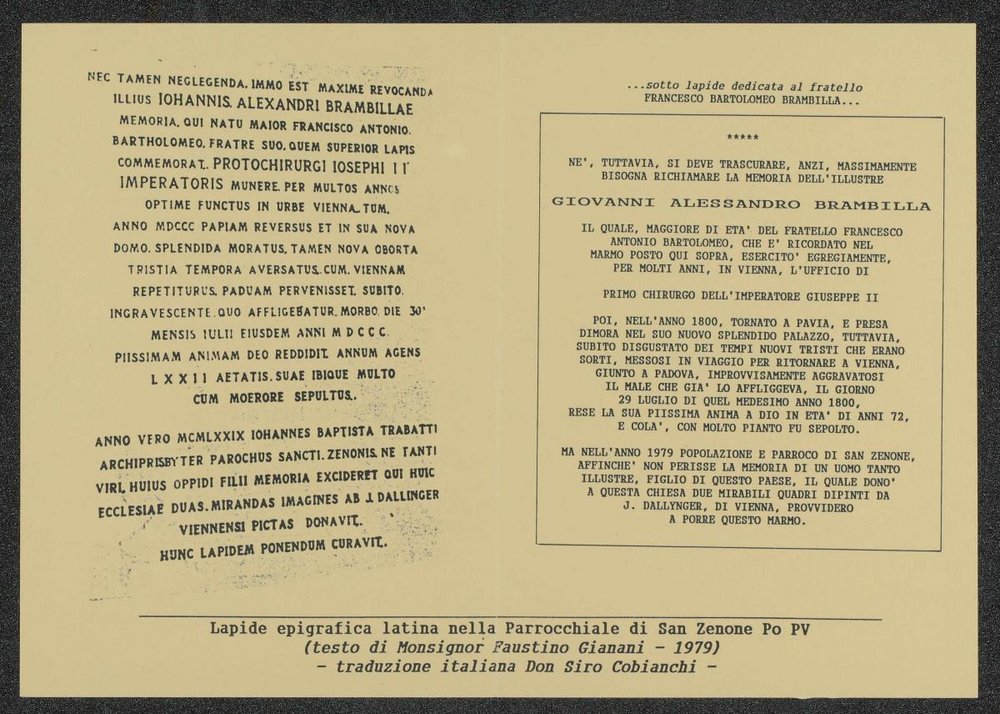 NEC TAMEN NEGLEGENDA. IMMO EST MAXIME REVOCANDA
ILLIUS IOHANNIS. ALEXANDRI BRAMBILLAE
MEMORIA. QUI NATU MAIOR FRANCISCO ANTONIO.
BARTHOLOMEO. FRATRE SUO. QUEM SUPERIOR LAPIS
COMMEMORAT. PROTOCHIRURGI IOSEPHI II
IMPERATORIS MUNERE PER MULTOS ANNOS
OPTIME FUNCTUS IN URBE VIENNA. TUM.
ANNO MDCCC PAPIAM REVERSUS ET IN SUA NOVA
DOMO. SPLENDIDA MORATUS. TAMEN NOVA OBORTA
TRISTIA TEMPORA AVERSATUS. CUM. VIENNAM
REPETITURUS. PADUAM PERVENISSET. SUBITO.
INGRAVESCENTE. QUO AFFLIGEBATUR. MORBO. DIE 30'
MENSIS IULII EIUSDEM ANNI MDCCC.
PIISSIMAM ANIMAM DEO REDDIDIT. ANNUM AGENS
LXXII AETATIS. SUAE IBIQUE MULTO
CUM MOERORE SEPULTUS.
ANNO VERO MCMLXXIX IOHANNES BAPTISTA TRABATTI
ARCHIPRISBYTER PAROCHUS SANCTI. ZENONIS. NE TANTI
VIRI. HUIUS OPPIDI FILII MEMORIA EXCIDERET QUI HUIC
ECCLESIAE DUAS. MIRANDAS IMAGINES AB J. DALLINGER
VIENNENSI PICTAS DONAVIT.
HUNC LAPIDEM PONENDUM CURAVIT.
...sotto lapide dedicata al fratello
FRANCESCO BARTOLOMEO BRAMBILLA...
*****
NE', TUTTAVIA, SI DEVE TRASCURARE, ANZI, MASSIMAMENTE
BISOGNA RICHIAMARE LA MEMORIA DELL'ILLUSTRE
GIOVANNI ALESSANDRO BRAMBILLA
IL QUALE, MAGGIORE DI ETA' DEL FRATELLO FRANCESCO
ANTONIO BARTOLOMEO, CHE E' RICORDATO NEL
MARMO POSTO QUI SOPRA, ESERCITO' EGREGIAMENTE,
PER MOLTI ANNI, IN VIENNA, L'UFFICIO DI
PRIMO CHIRURGO DELL'IMPERATORE GIUSEPPE II
POI, NELL'ANNO 1800, TORNATO A PAVIA, E PRESA
DIMORA NEL SUO NUOVO SPLENDIDO PALAZZO, TUTTAVIA,
SUBITO DISGUSTATO DEI TEMPI NUOVI TRISTI CHE ERANO
SORTI, MESSOSI IN VIAGGIO PER RITORNARE A VIENNA,
GIUNTO A PADOVA, IMPROVVISAMENTE AGGRAVATOSI
IL MALE CHE GIA' LO AFFLIGGEVA, IL GIORNO
29 LUGLIO DI QUEL MEDESIMO ANNO 1800,
RESE LA SUA PIISSIMA ANIMA A DIO IN ETA' DI ANNI 72,
E COLA', CON MOLTO PIANTO FU SEPOLTO.
MA NELL'ANNO 1979 POPOLAZIONE E PARROCO DI SAN ZENONE,
AFFINCHE' NON PERISSE LA MEMORIA DI UN UOMO TANTO
ILLUSTRE, FIGLIO DI QUESTO PAESE, IL QUALE DONO'
A QUESTA CHIESA DUE MIRABILI QUADRI DIPINTI DA
J. DALLYNGER, DI VIENNA, PROVVIDERO
A PORRE QUESTO MARMO.
Lapide epigrafica latina nella Parrocchiale di San Zenone Po PV
(testo di Monsignor Faustino Gianani - 1979)
- traduzione italiana Don Siro Cobianchi -